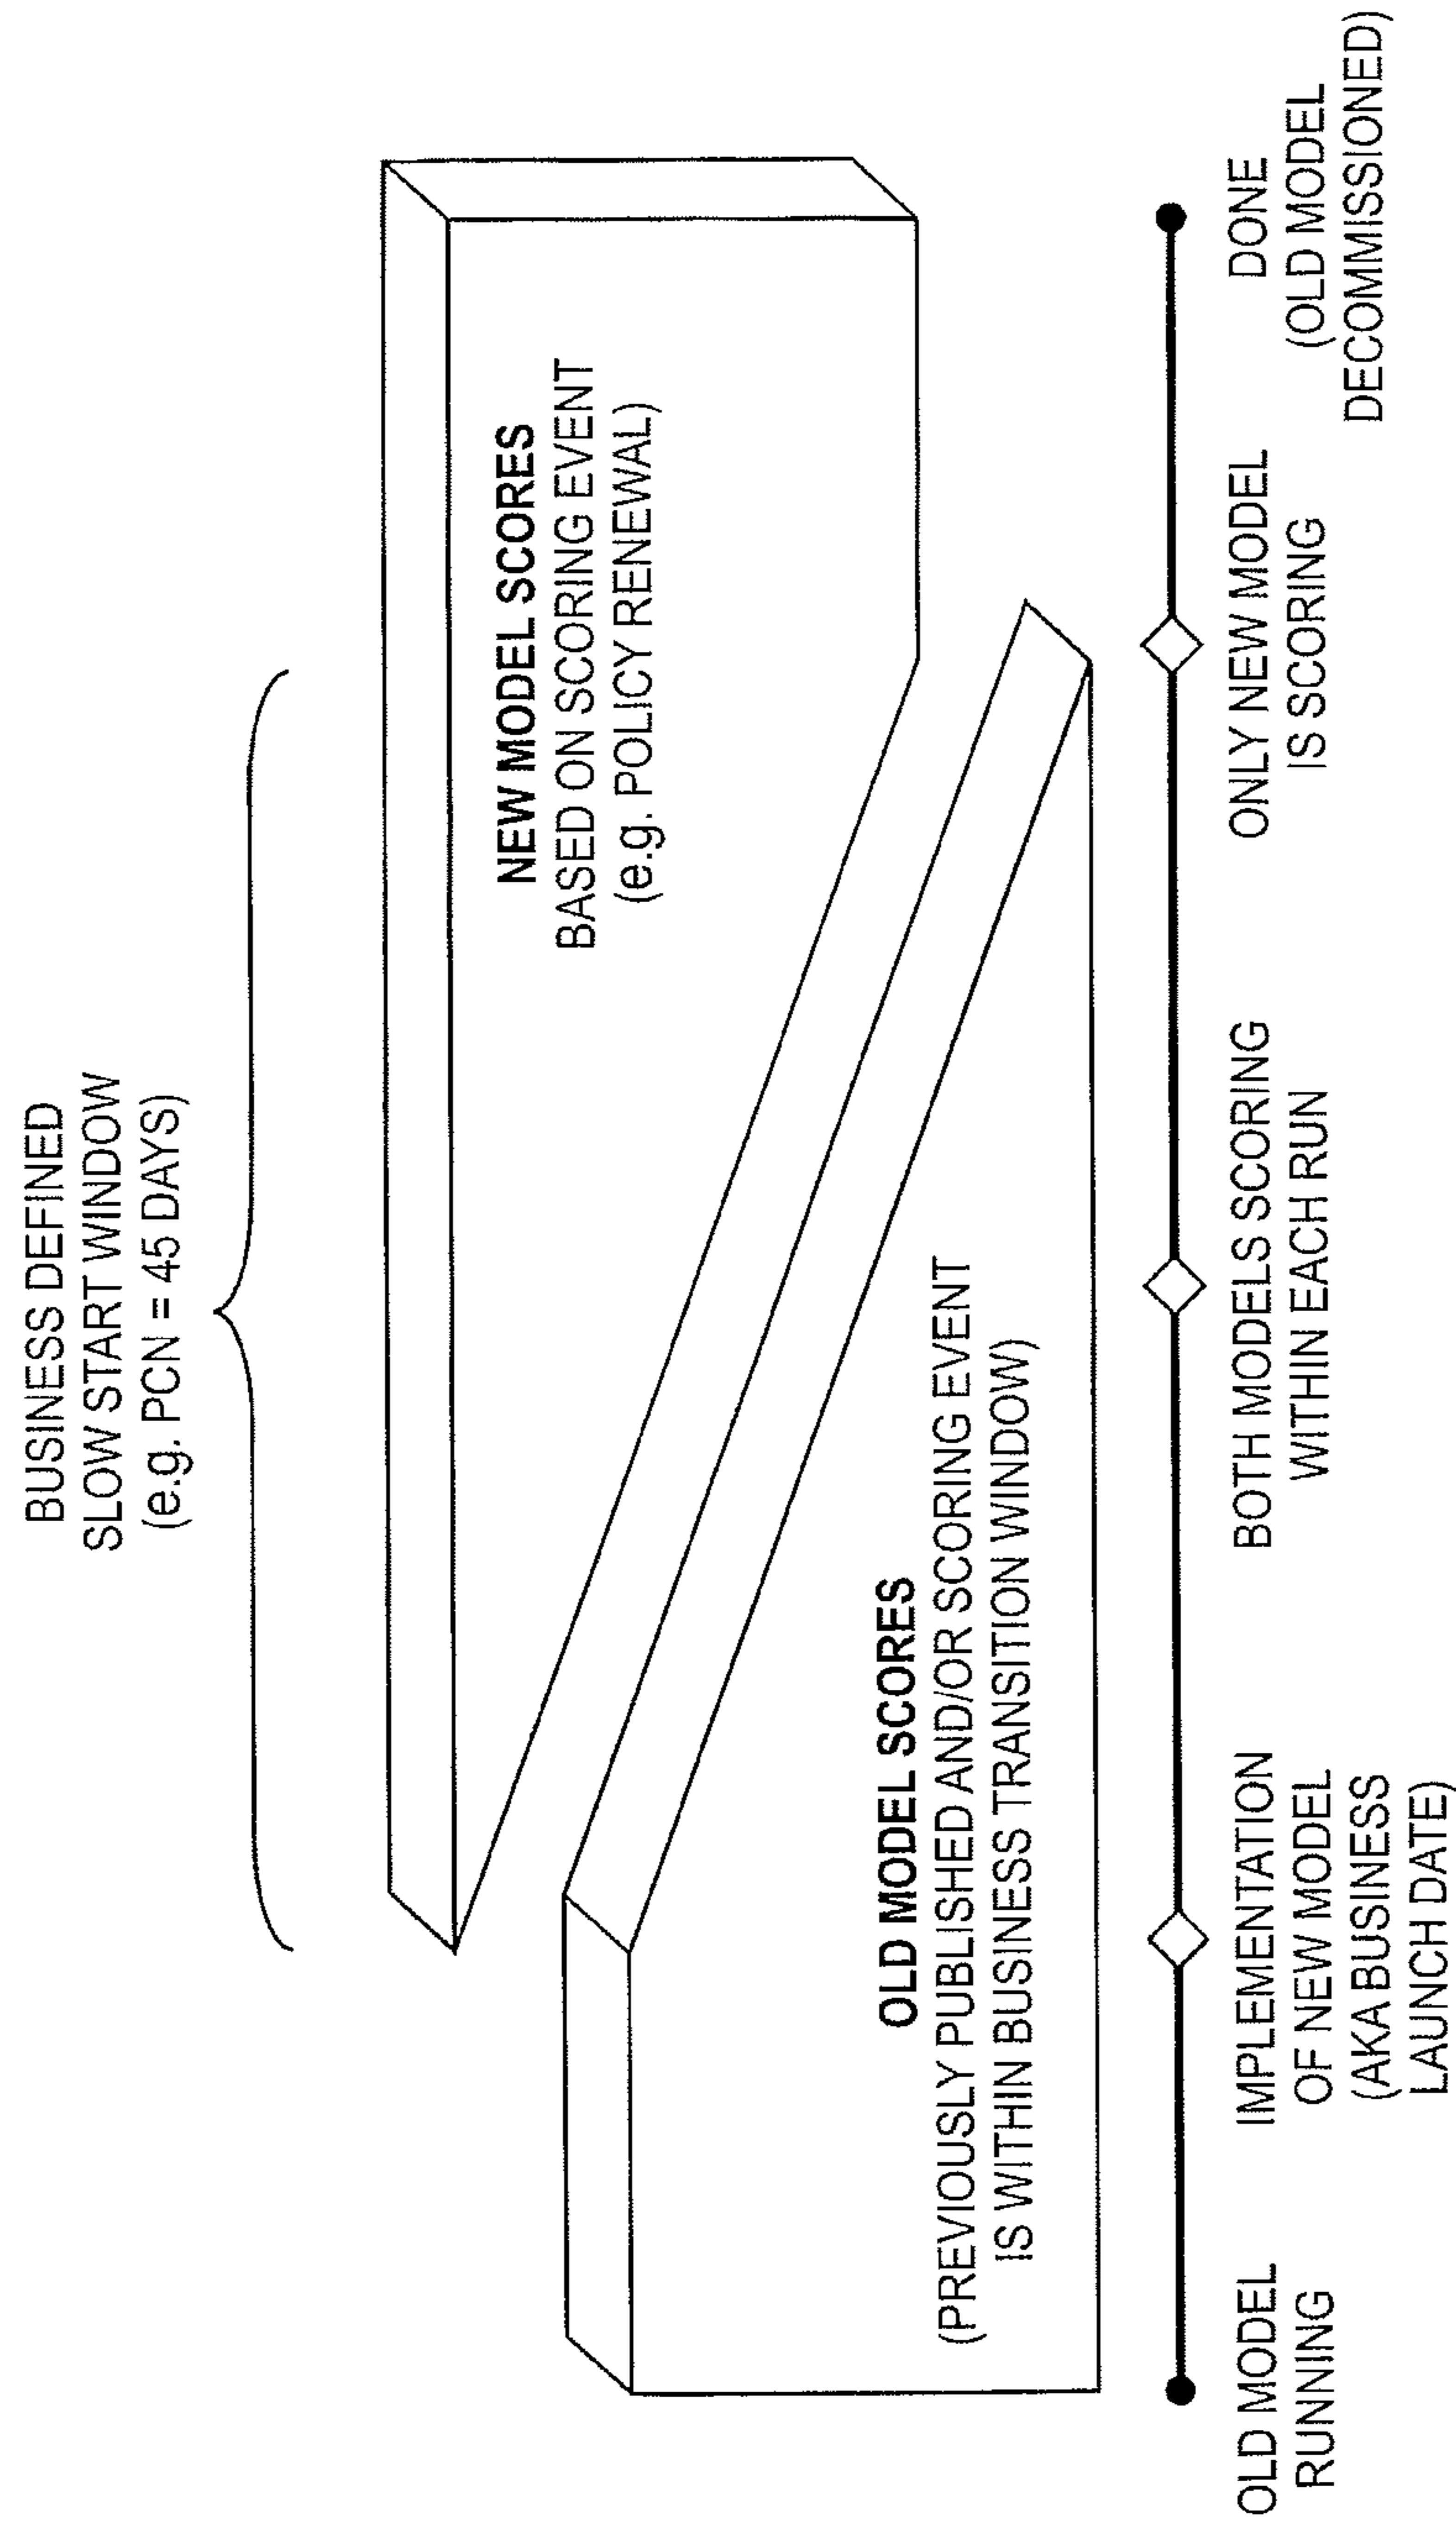 BUSINESS DEFINED
SLOW START WINDOW
(e.g. PCN = 45 DAYS)
NEW MODEL SCORES
BASED ON SCORING EVENT
(e.g. POLICY RENEWAL)
OLD MODEL SCORES
(PREVIOUSLY PUBLISHED AND/OR SCORING EVENT
IS WITHIN BUSINESS TRANSITION WINDOW)
OLD MODEL
RUNNING
IMPLEMENTATION
OF NEW MODEL
(AKA BUSINESS
LAUNCH DATE)
BOTH MODELS SCORING
WITHIN EACH RUN
ONLY NEW MODEL
IS SCORING
DONE
(OLD MODEL
DECOMMISSIONED)